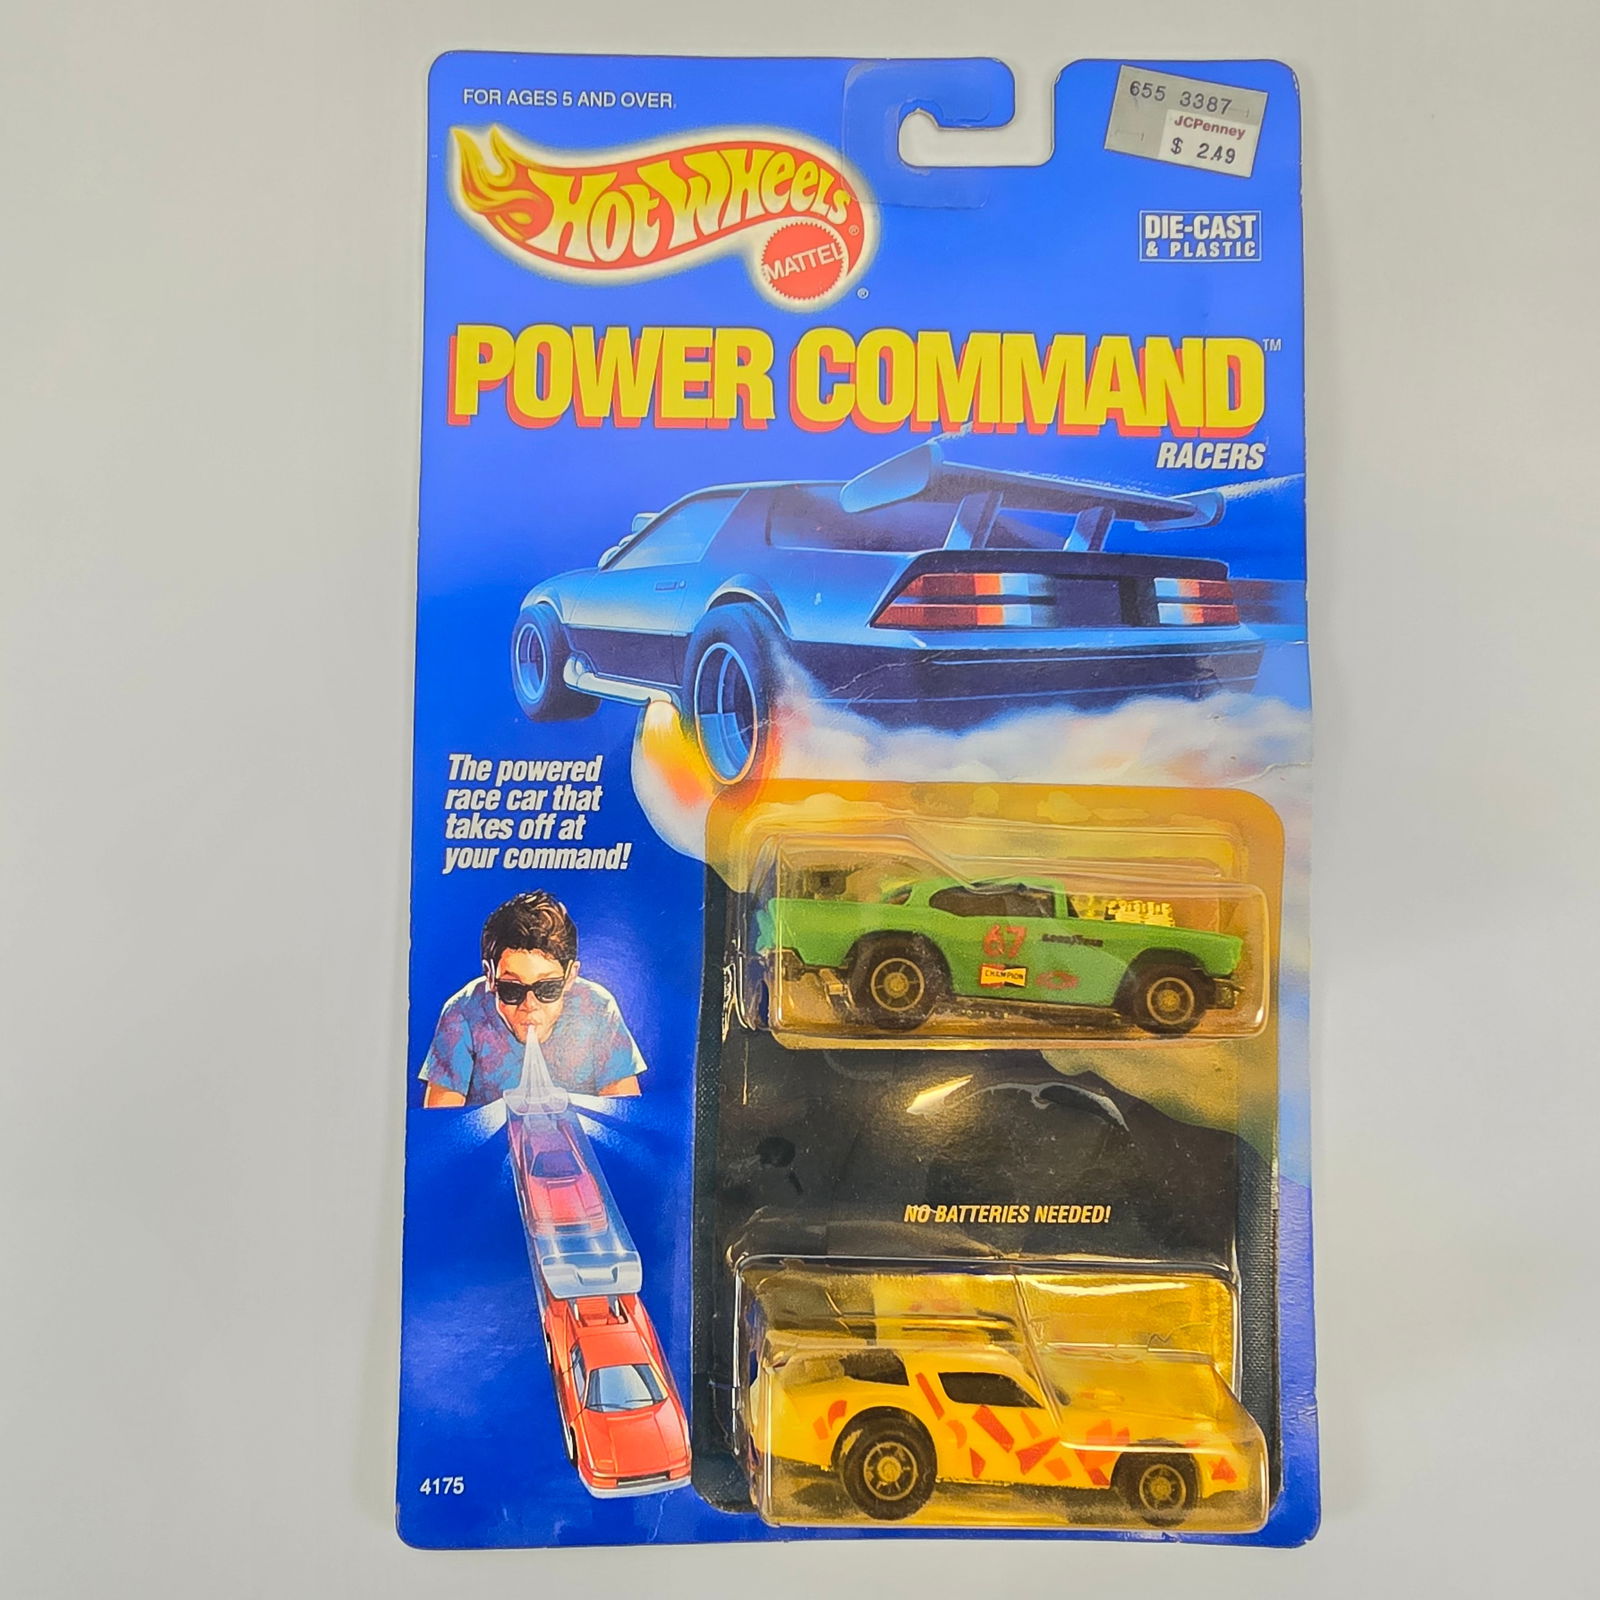 FOR AGES 5 AND OVER.
655 3387
JCPenney
$ 2.49
HOT WHEELS®
MATTEL
®
DIE-CAST
& PLASTIC
POWER COMMAND™
RACERS
The powered
race car that
takes off at
your command!
67
GOODYEAR
CHAMPION
NO BATTERIES NEEDED!
4175